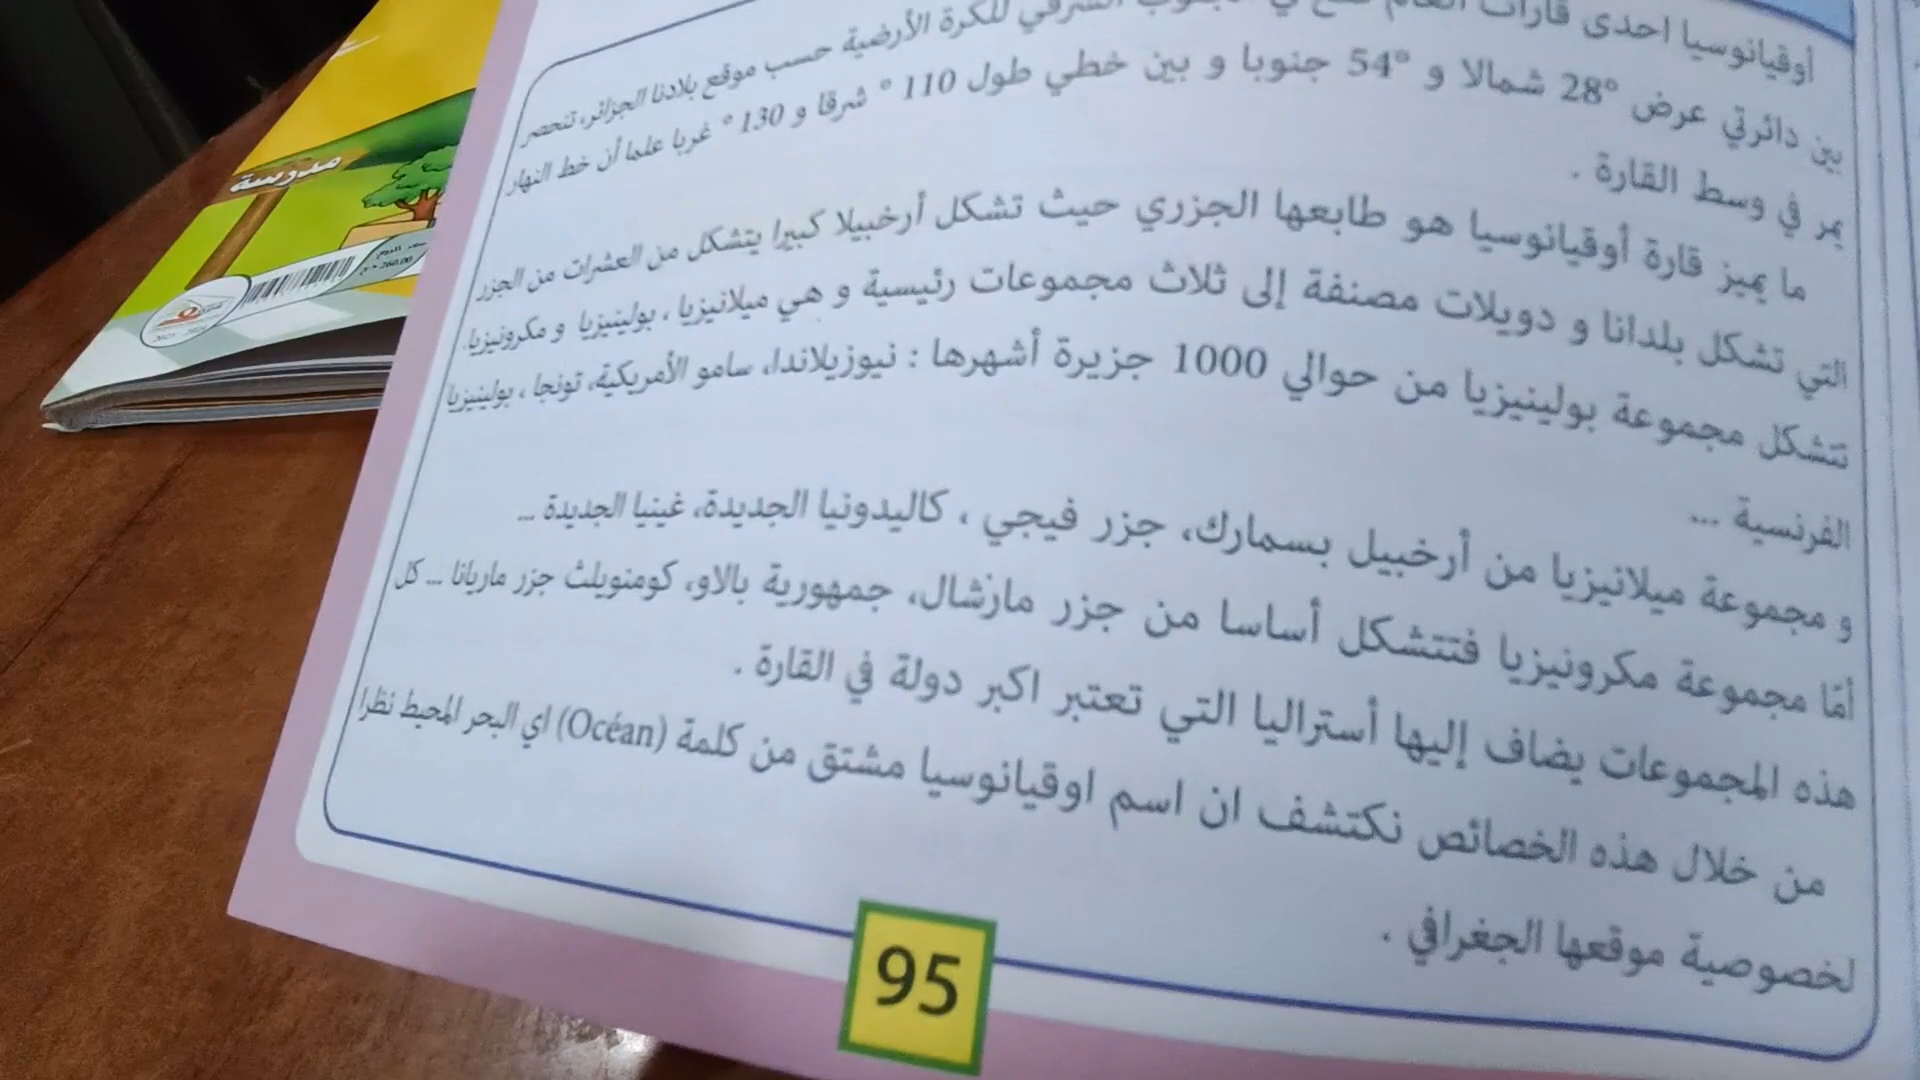 أوقيانوسيا احدى قارات
للكرة الأرضية حسب موقع بلادنا الجزائر، تنحصر
بين دائرتي عرض °28 شمالا و °54 جنوبا و بين خطي طول 110 ° شرقا و 130 ° غربا علما أن خط النهار
يمر في وسط القارة .
ما يميز قارة أوقيانوسيا هو طابعها الجزري حيث تشكل أرخبيلا كبيرا يتشكل من العشرات من الجزر
التي تشكل بلدانا و دويلات مصنفة إلى ثلاث مجموعات رئيسية و هي ميلانيزيا ، بولينيزيا و مكرونيزيا.
تتشكل مجموعة بولينيزيا من حوالي 1000 جزيرة أشهرها : نيوزيلاندا، سامو الأمريكية، تونجا ، بولينيزيا
الفرنسية ...
و مجموعة ميلانيزيا من أرخبيل بسمارك، جزر فيجي ، كاليدونيا الجديدة، غينيا الجديدة ...
أمّا مجموعة مكرونيزيا فتتشكل أساسا من جزر مارشال، جمهورية بالاو، كومنويلث جزر ماريانا ... كل
هذه المجموعات يضاف إليها أستراليا التي تعتبر اكبر دولة في القارة .
من خلال هذه الخصائص نكتشف ان اسم اوقيانوسيا مشتق من كلمة (Océan) اي البحر المحيط نظرا
لخصوصية موقعها الجغرافي .
95
مدرسة
260.00